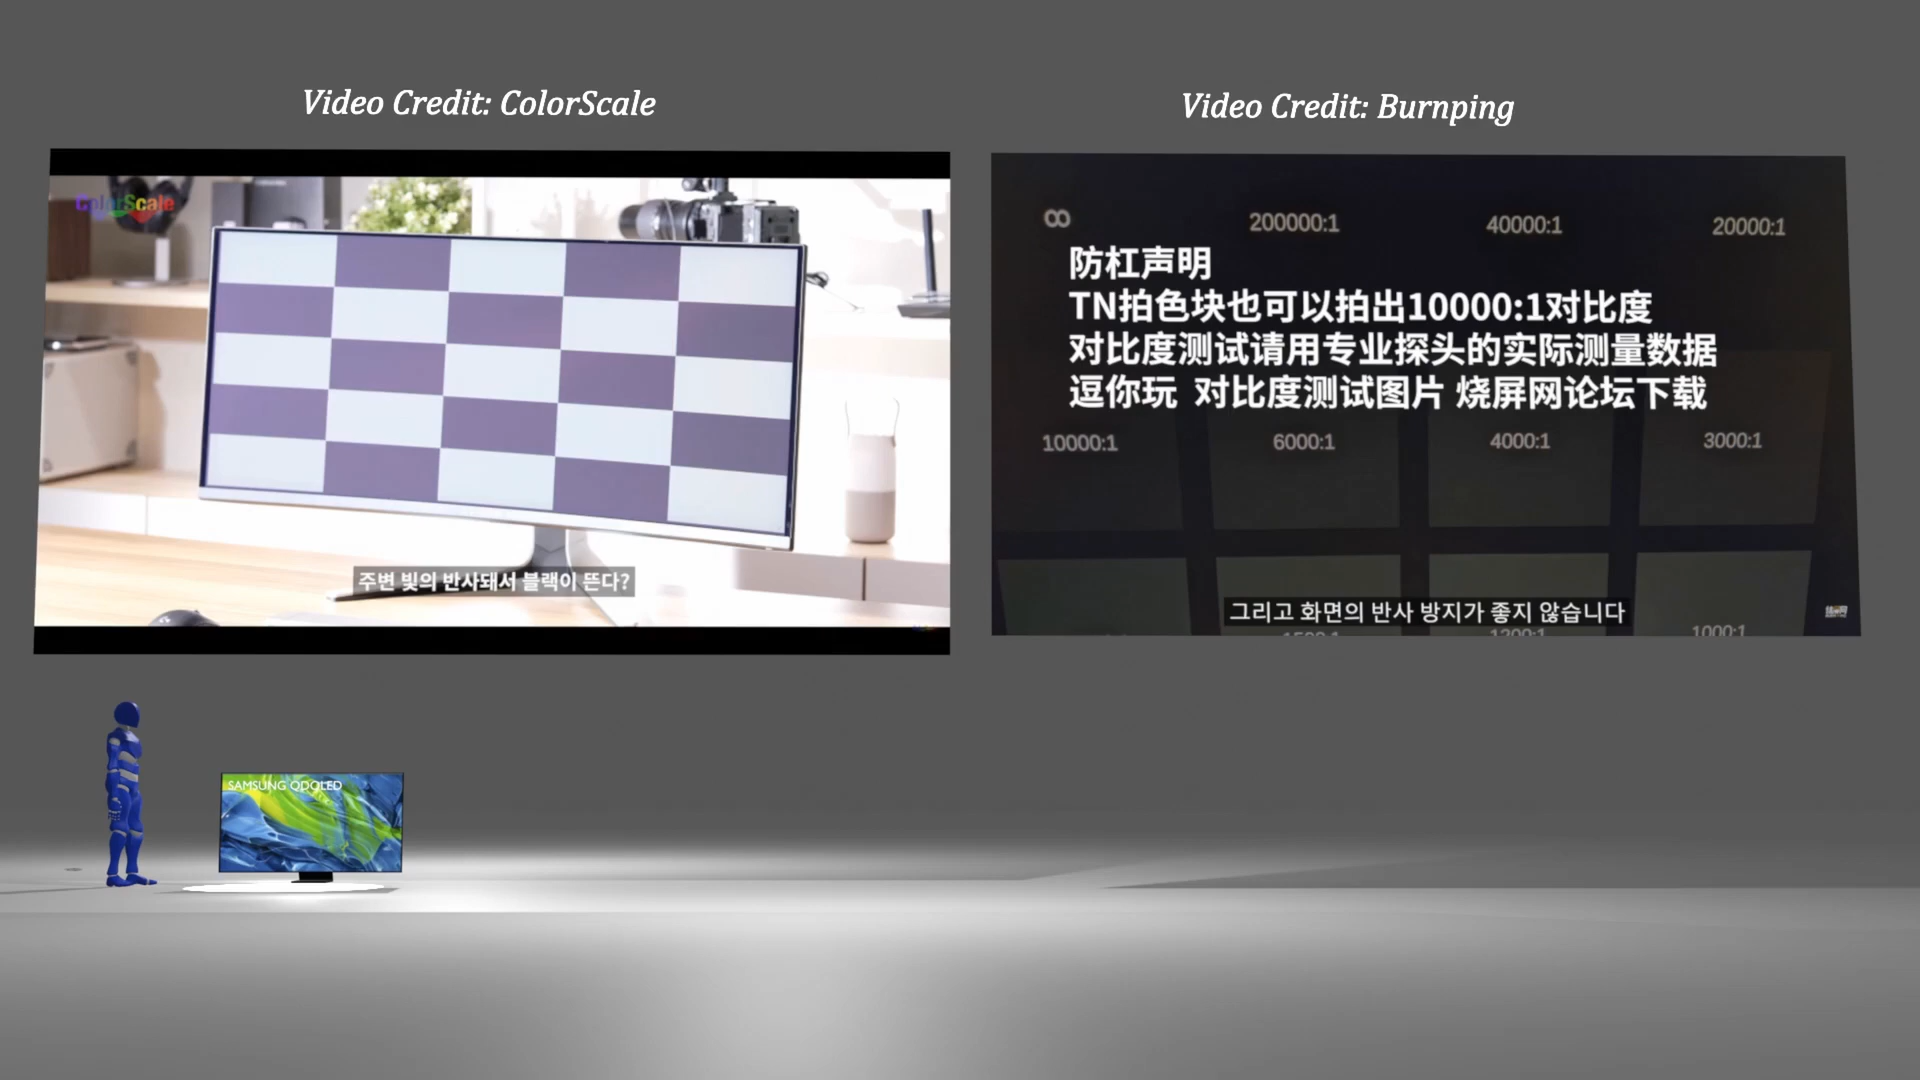 Video Credit: ColorScale
Video Credit: Burnping
ColorScale
주변 빛의 반사돼서 블랙이 뜬다?
∞
200000:1
40000:1
20000:1
防杠声明
TN拍色块也可以拍出10000:1对比度
对比度测试请用专业探头的实际测量数据
逗你玩 对比度测试图片 烧屏网论坛下载
10000:1
6000:1
4000:1
3000:1
그리고 화면의 반사 방지가 좋지 않습니다
1500:1
1200:1
1000:1
SAMSUNG QDOLED